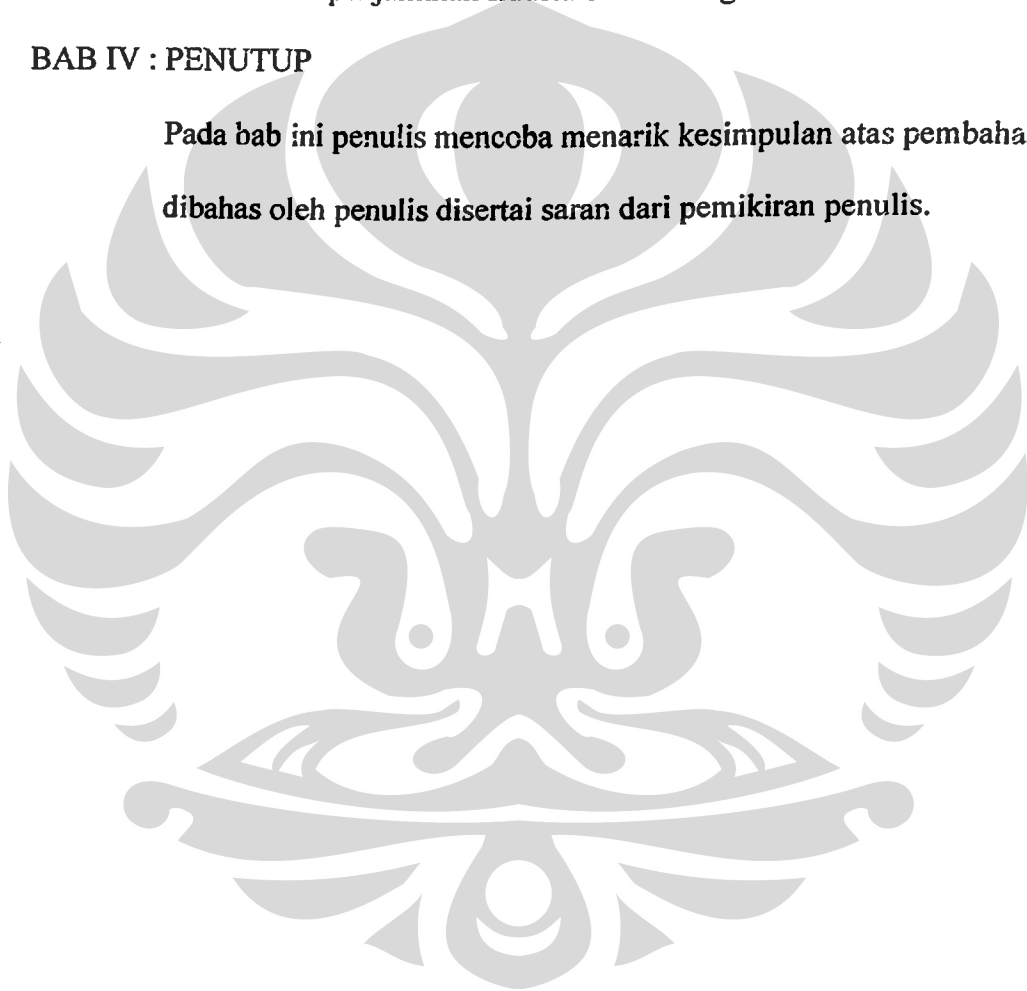 BAB IV : PENUTUP
Pada bab ini penulis mencoba menarik kesimpulan atas pembaha
dibahas oleh penulis disertai saran dari pemikiran penulis.